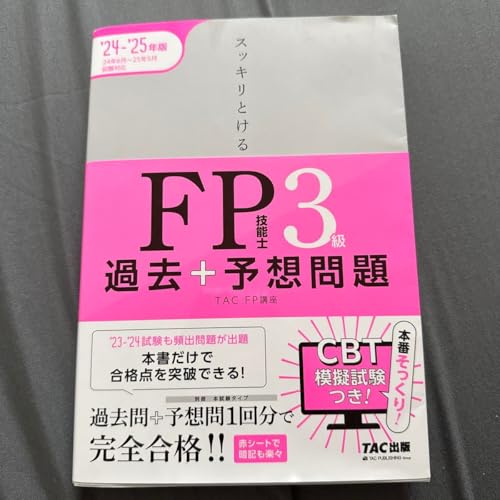 '24-'25年版
'24年6月〜25年5月
試験対応
スッキリとける
FP技能士3級
過去+予想問題
TAC FP講座
'23-'24試験も頻出問題が出題
本書だけで
合格点を突破できる!
別冊 本試験タイプ
過去問+予想問1回分で
完全合格!!
赤シートで
暗記も楽々
本番そっくり!
CBT
模擬試験
つき!
TAC出版
TAC PUBLISHING Group